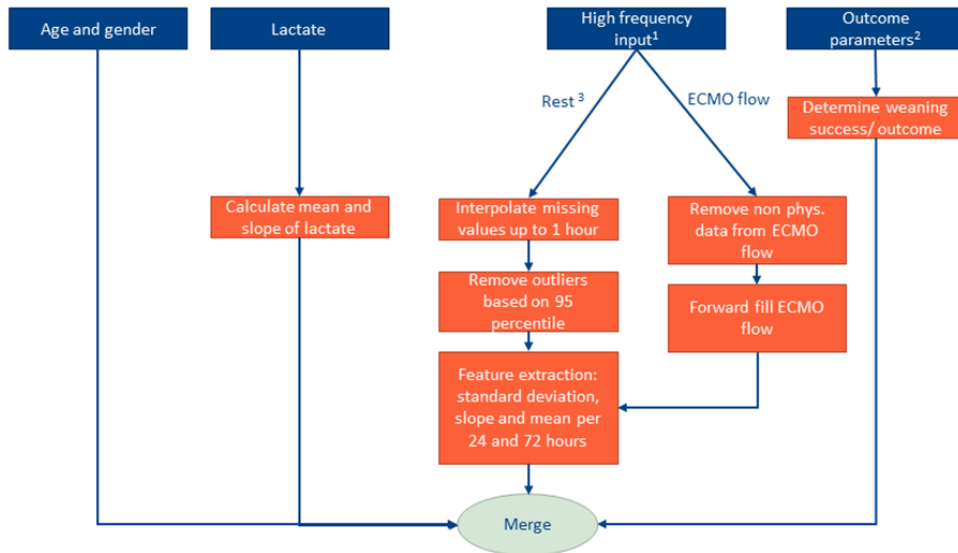 Age and gender
Lactate
High frequency
input1
Outcome
parameters2
Rest 3
ECMO flow
Determine weaning
success/ outcome
Calculate mean and
slope of lactate
Interpolate missing
values up to 1 hour
Remove non phys.
data from ECMO
flow
Remove outliers
based on 95
percentile
Forward fill ECMO
flow
Feature extraction:
standard deviation,
slope and mean per
24 and 72 hours
Merge